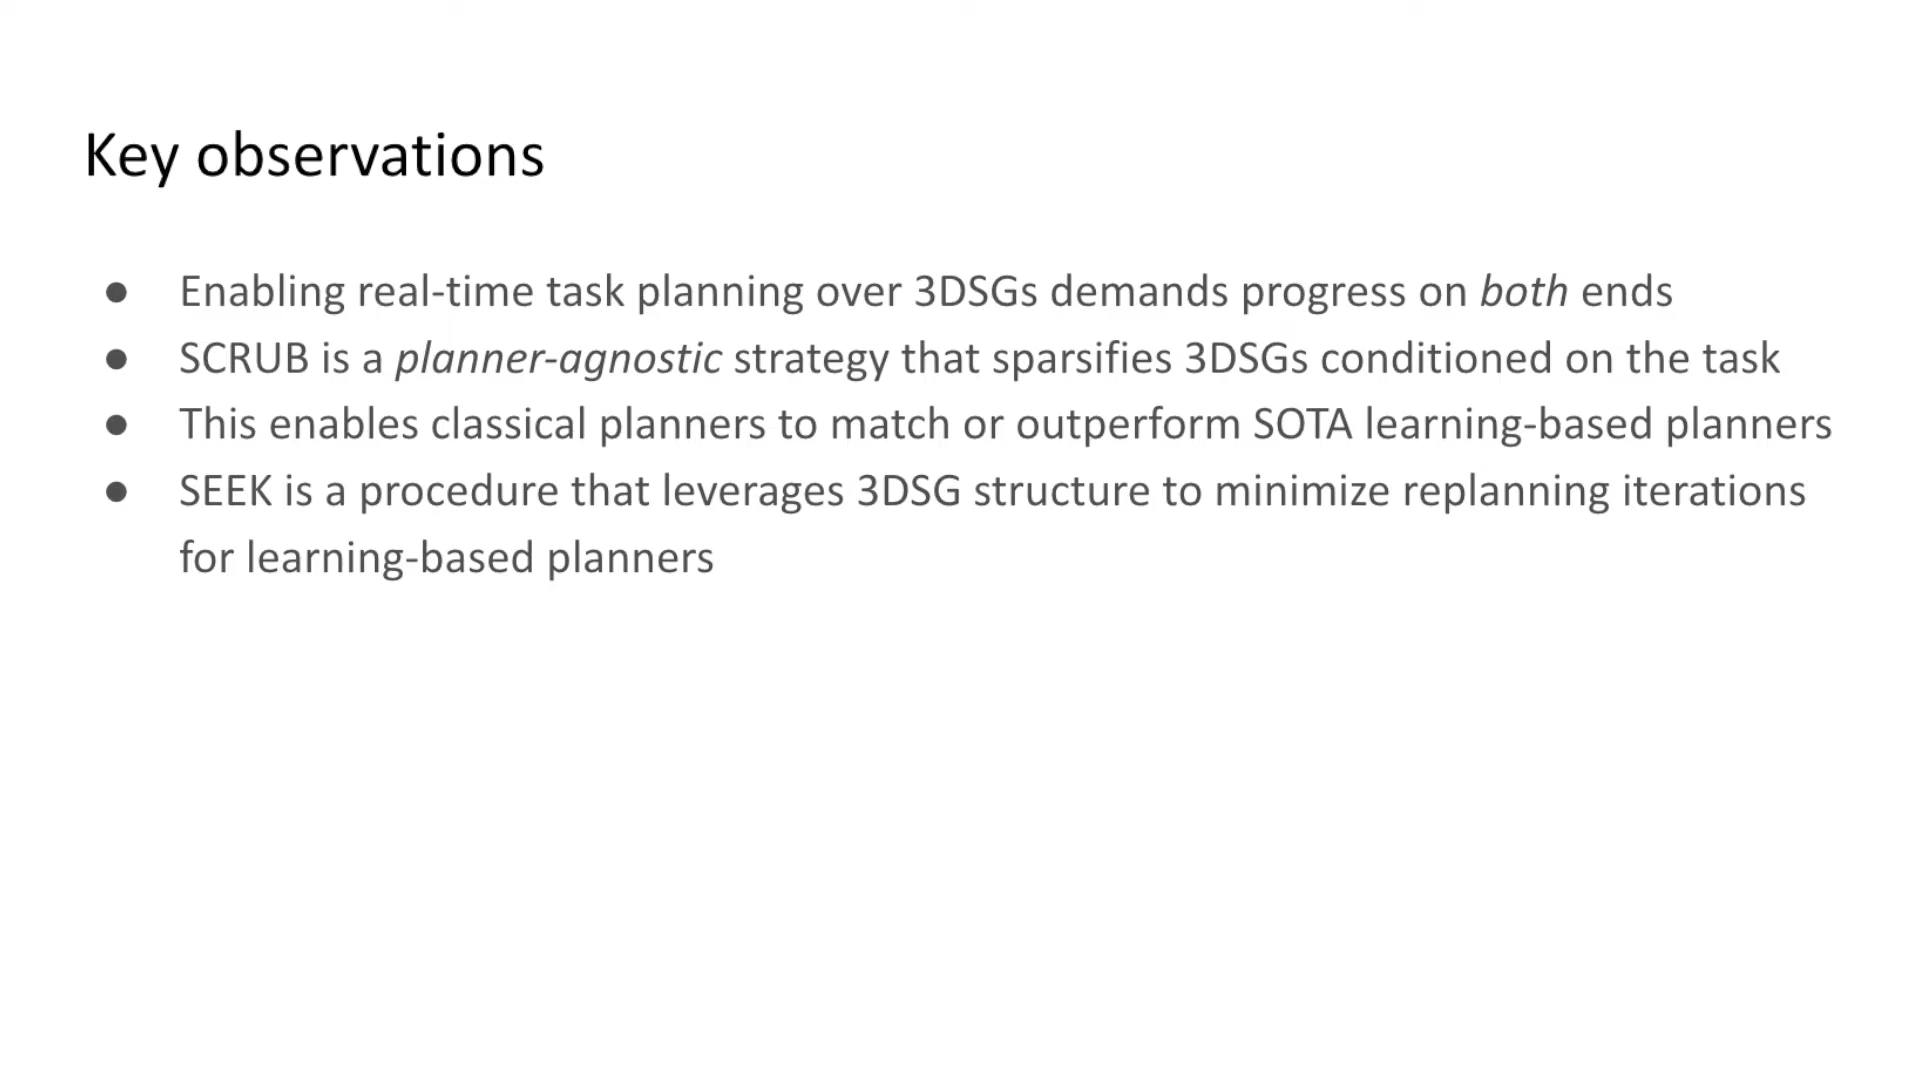 Key observations
● Enabling real-time task planning over 3DSGs demands progress on both ends
● SCRUB is a planner-agnostic strategy that sparsifies 3DSGs conditioned on the task
● This enables classical planners to match or outperform SOTA learning-based planners
● SEEK is a procedure that leverages 3DSG structure to minimize replanning iterations
for learning-based planners